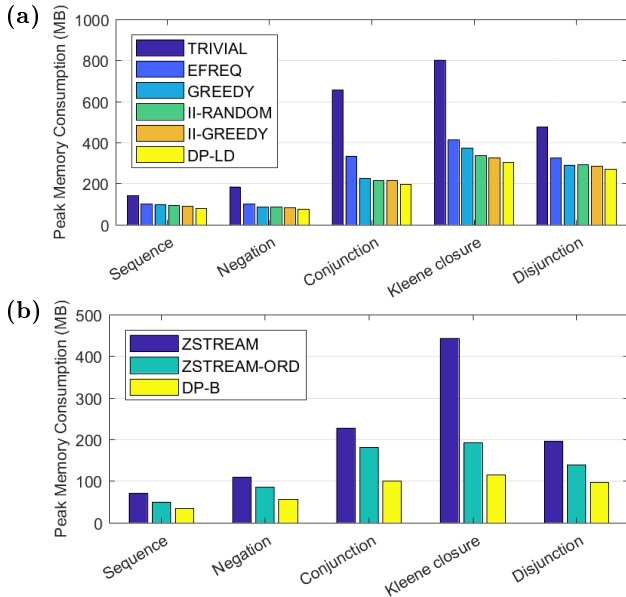 (a)
Peak Memory Consumption (MB)
1000
800
600
400
200
0
TRIVIAL
EFREQ
GREEDY
II-RANDOM
II-GREEDY
DP-LD
Sequence
Negation
Conjunction
Kleene closure
Disjunction
(b)
Peak Memory Consumption (MB)
500
400
300
200
100
0
ZSTREAM
ZSTREAM-ORD
DP-B
Sequence
Negation
Conjunction
Kleene closure
Disjunction